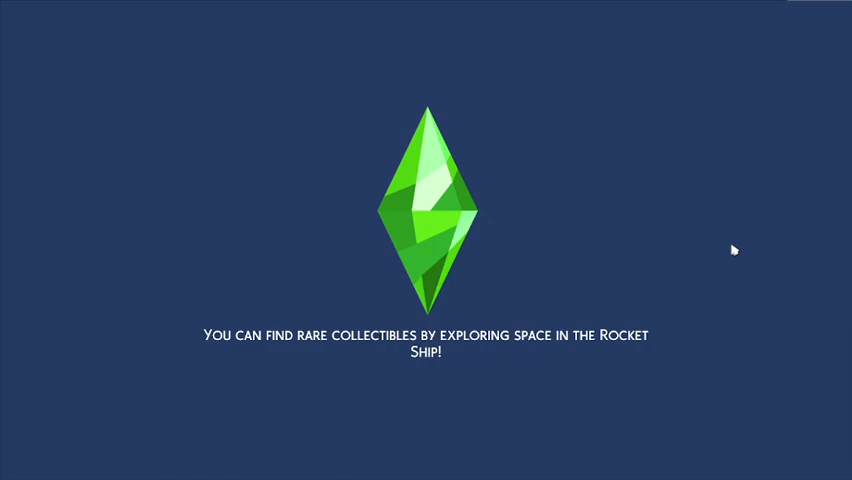 You can find rare collectibles by exploring space in the Rocket
Ship!